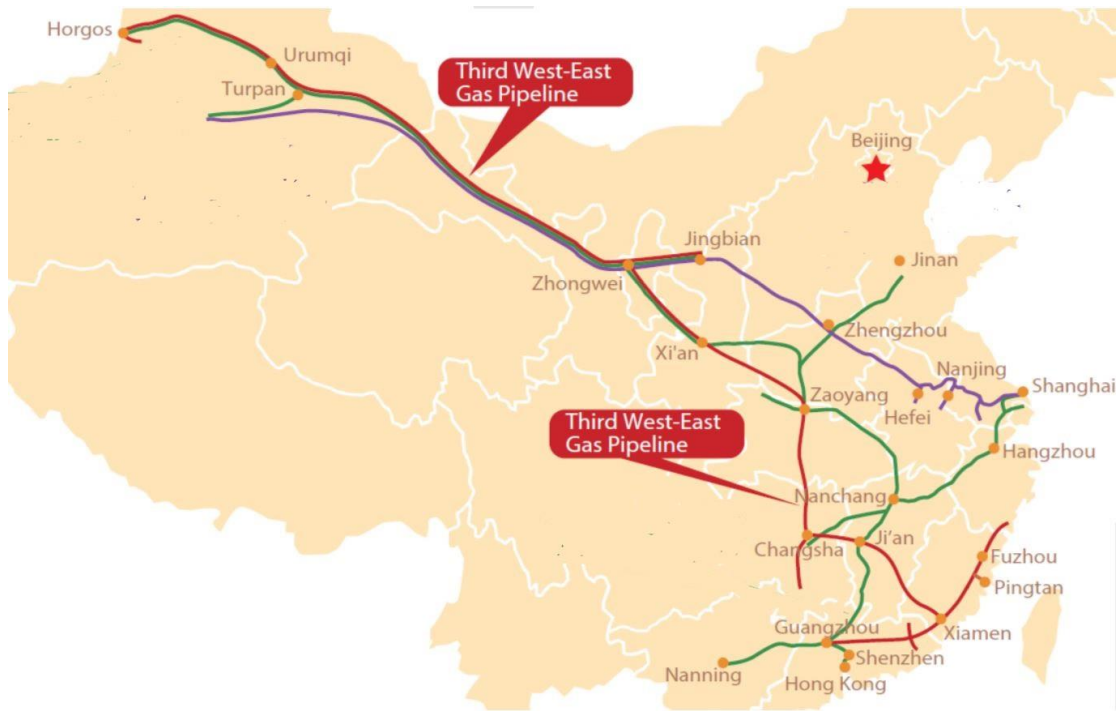 Horgos
Urumqi
Turpan
Third West-East
Gas Pipeline
Beijing
Jingbian
Jinan
Zhongwei
Zhengzhou
Xi'an
Nanjing
Shanghai
Zaoyang
Hefei
Third West-East
Gas Pipeline
Hangzhou
Nanchang
Changsha
Ji'an
Fuzhou
Pingtan
Guangzhou
Xiamen
Shenzhen
Nanning
Hong Kong